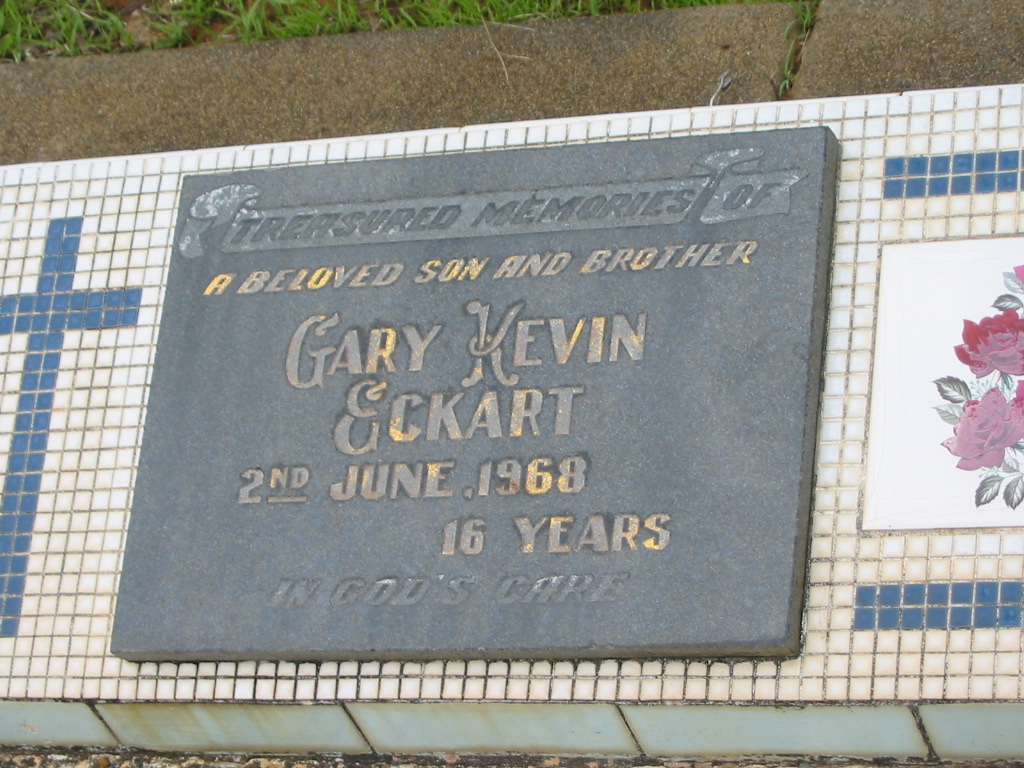 TREASURED MEMORIES OF
A BELOVED SON AND BROTHER
GARY KEVIN
ECKART
2ND JUNE, 1968
16 YEARS
IN GOD'S CARE